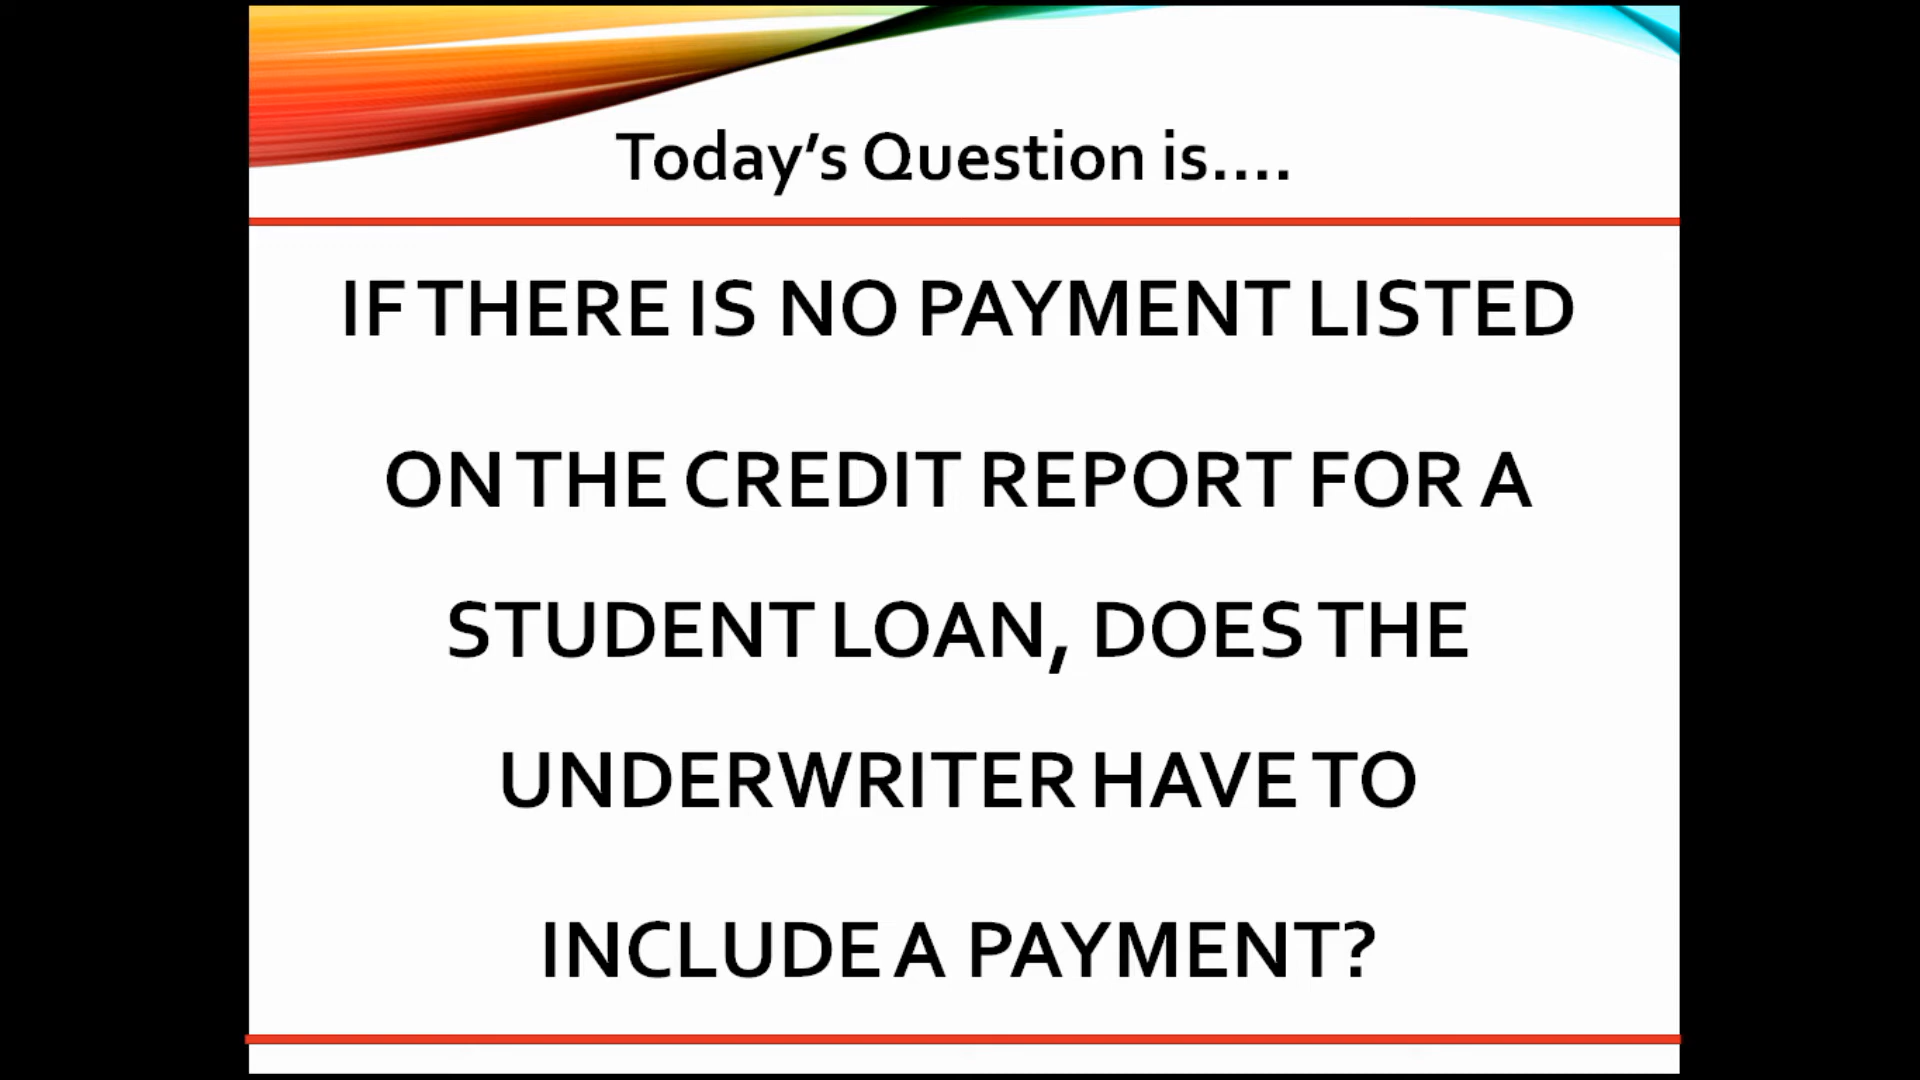 Today’s Question is....
IF THERE IS NO PAYMENT LISTED
ON THE CREDIT REPORT FOR A
STUDENT LOAN, DOES THE
UNDERWRITER HAVE TO
INCLUDE A PAYMENT?